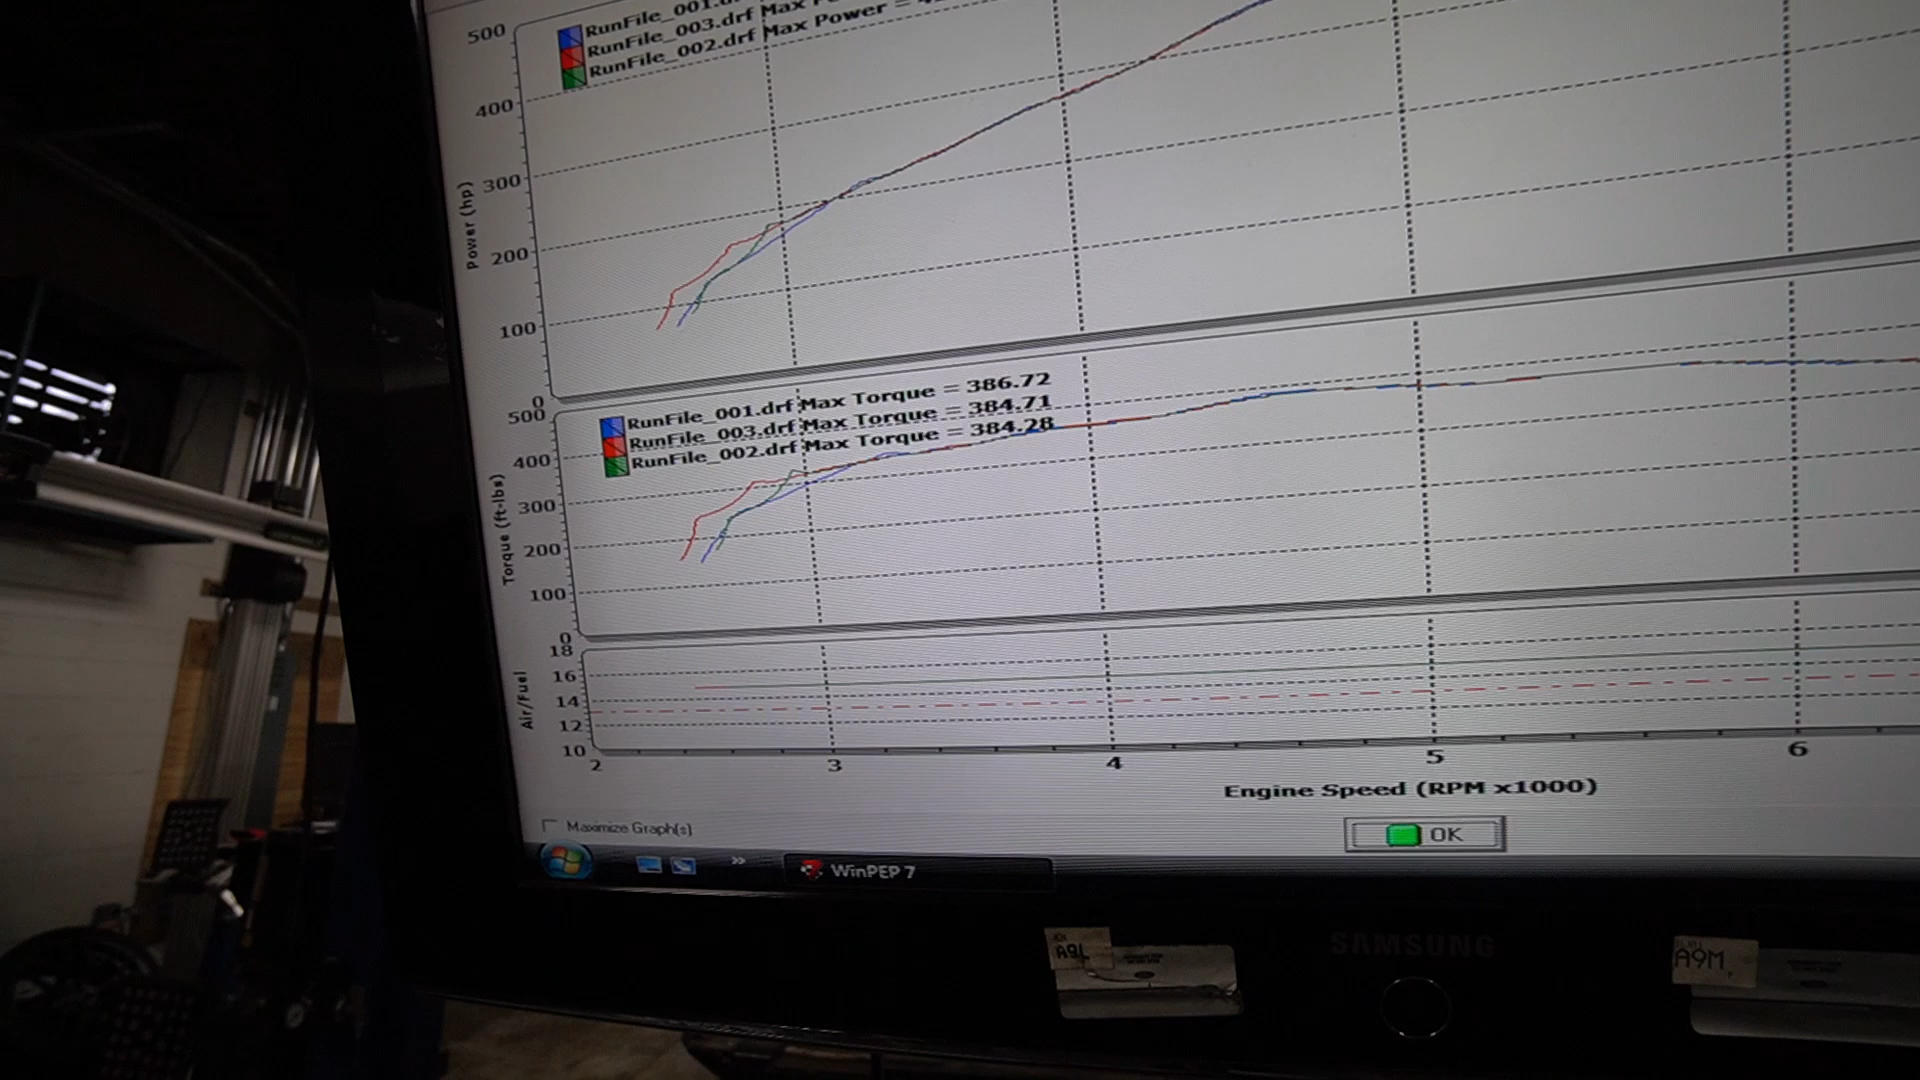 500
RunFile_001.drf Max
RunFile_003.drf Max
RunFile_002.drf Max Power =
400
300
200
100
0
Power (hp)
500
400
300
200
100
0
Torque (ft-lbs)
RunFile_001.drf Max Torque = 386.72
RunFile_003.drf Max Torque = 384.71
RunFile_002.drf Max Torque = 384.28
18
16
14
12
10
Air/Fuel
2 3 4 5 6
Engine Speed (RPM x1000)
Maximize Graph(s)
OK
» WinPEP 7
SAMSUNG
A9L
A9M